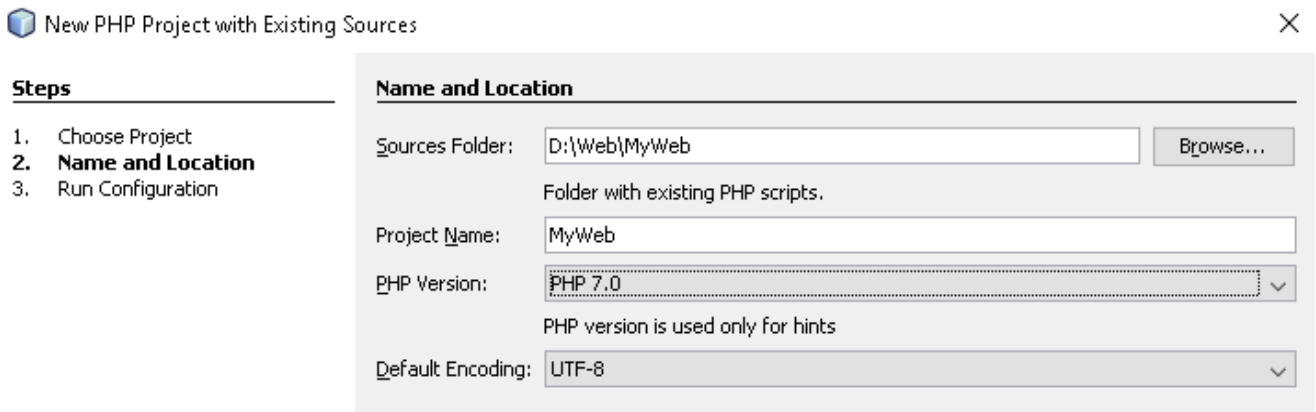 New PHP Project with Existing Sources
Steps
1. Choose Project
2. Name and Location
3. Run Configuration
Name and Location
Sources Folder: D:\Web\MyWeb Browse...
Folder with existing PHP scripts.
Project Name: MyWeb
PHP Version: PHP 7.0
PHP version is used only for hints
Default Encoding: UTF-8